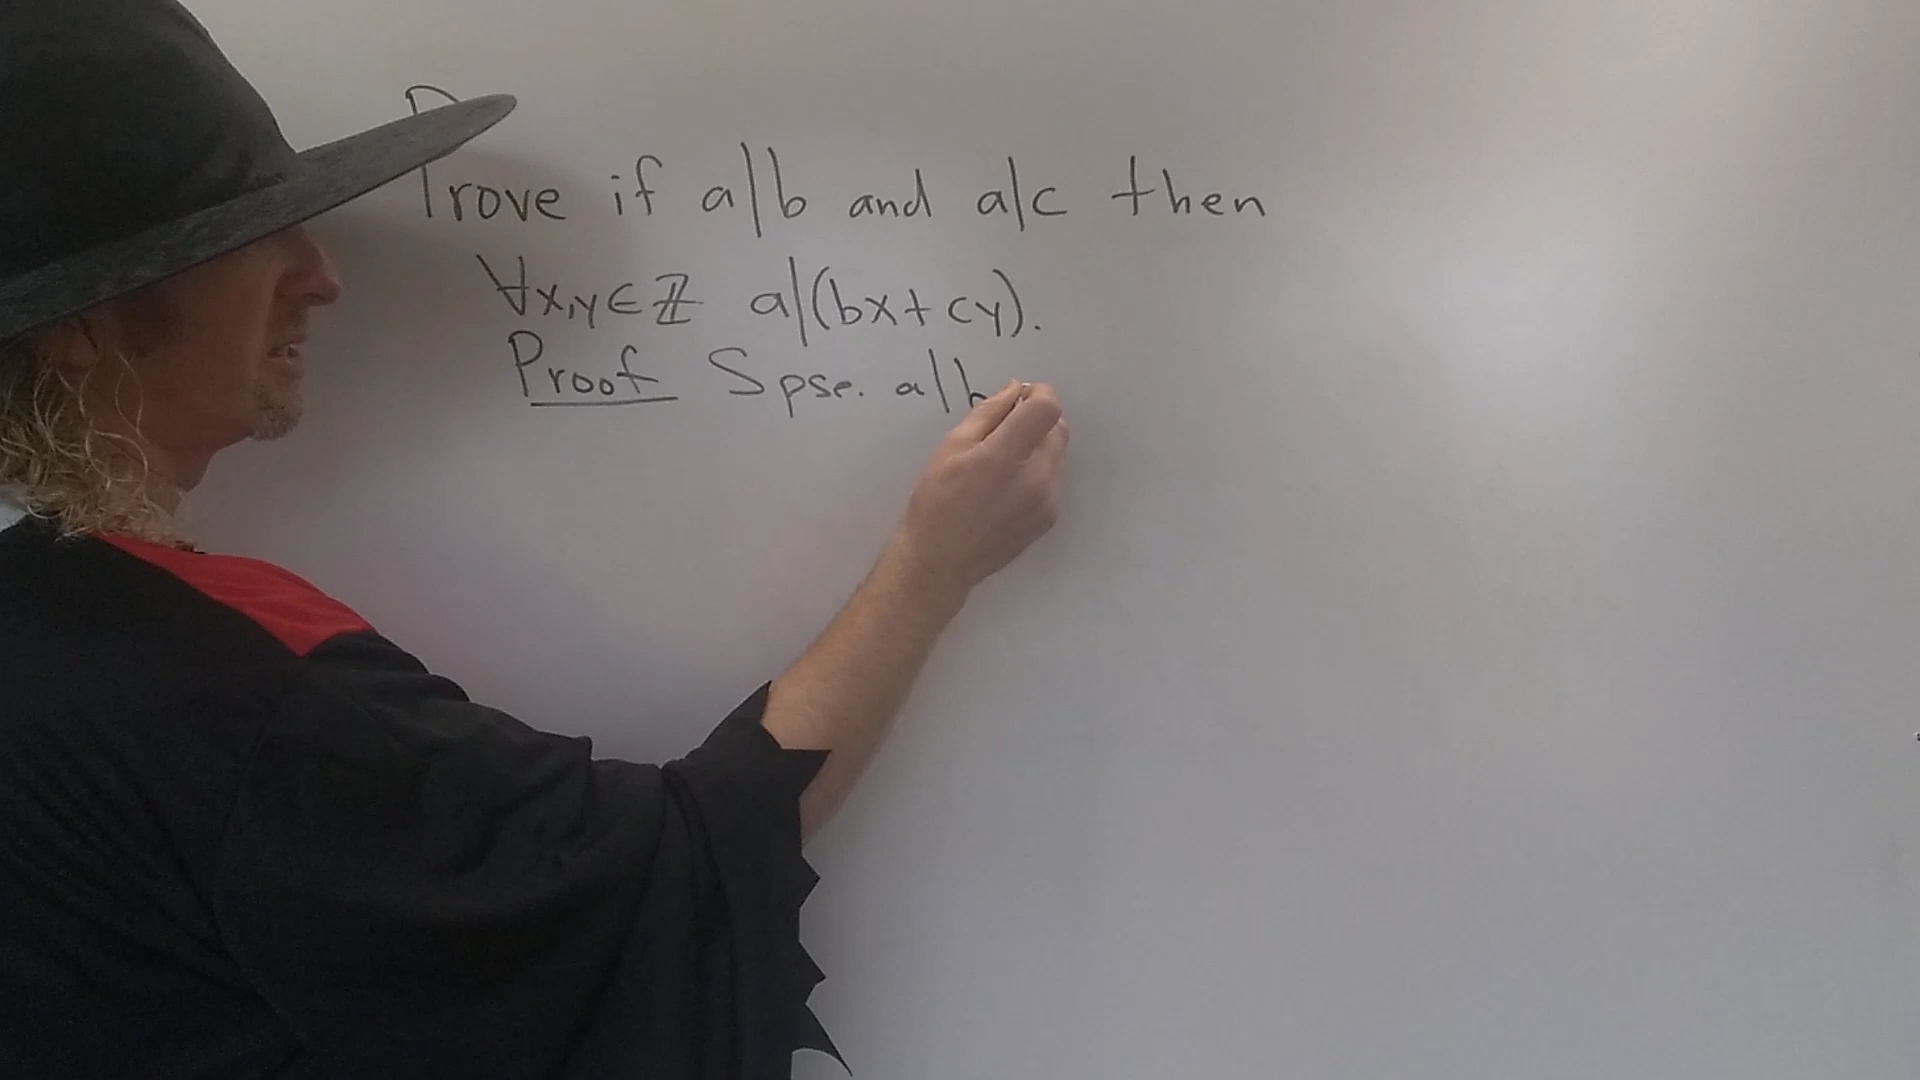 Prove if a|b and a|c then
∀x,y∈ℤ a|(bx+cy).
Proof Spse. a|b